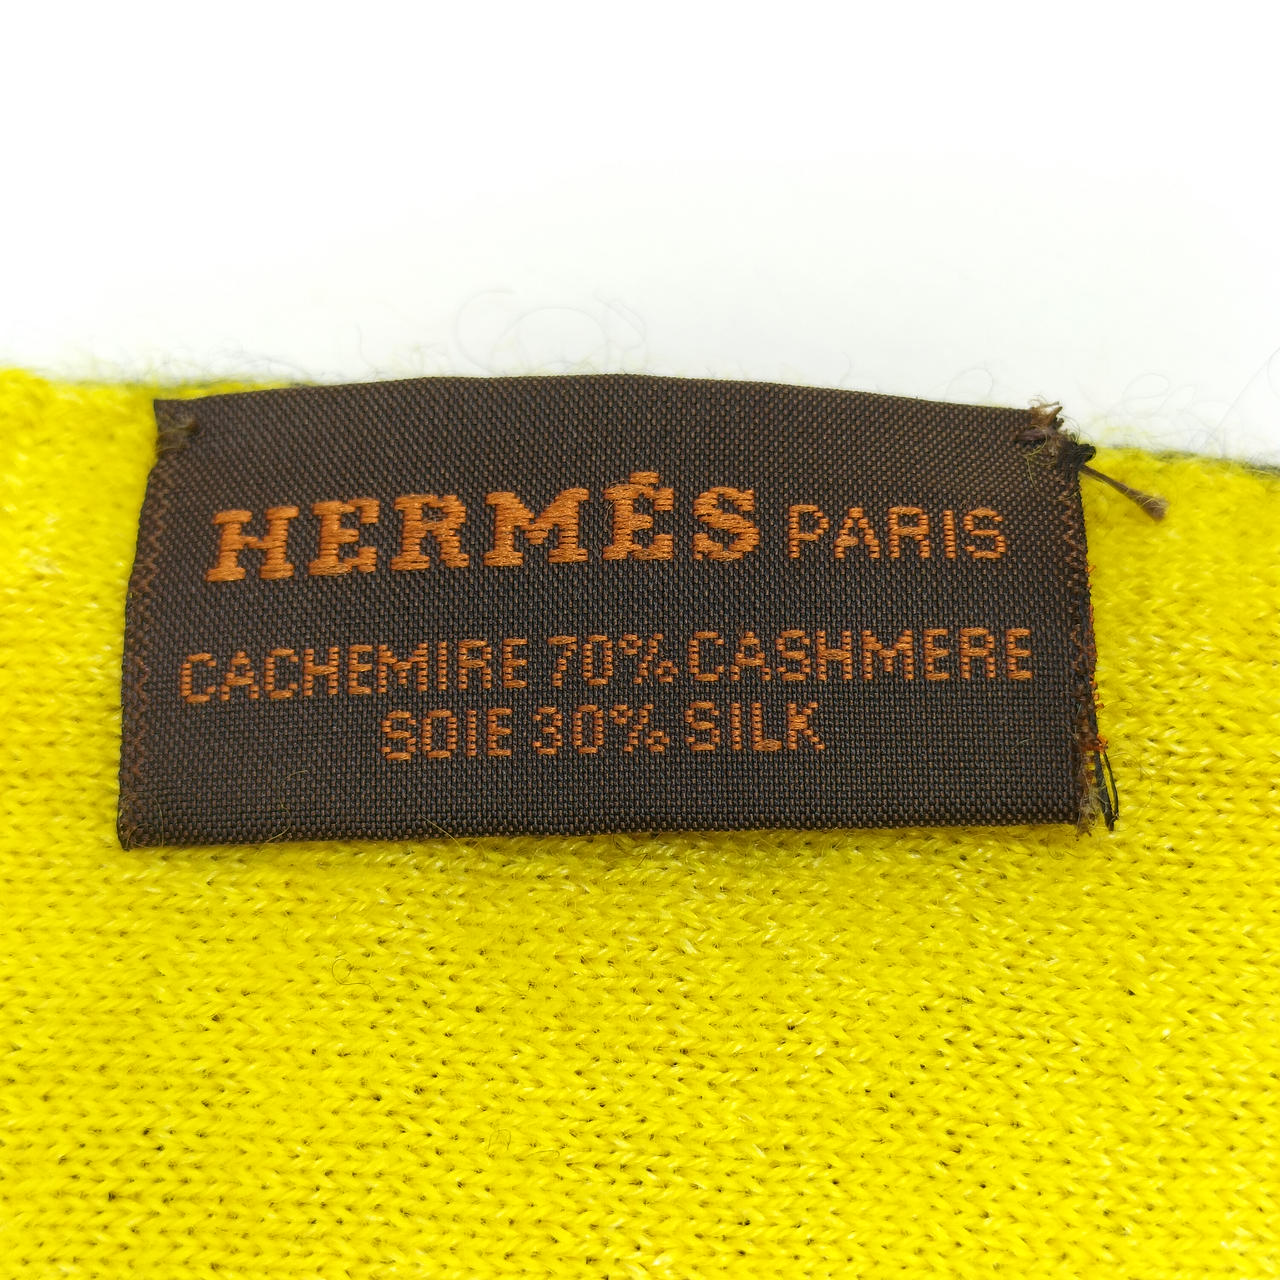 HERMÈS PARIS
CACHEMIRE 70% CASHMERE
SOIE 30% SILK